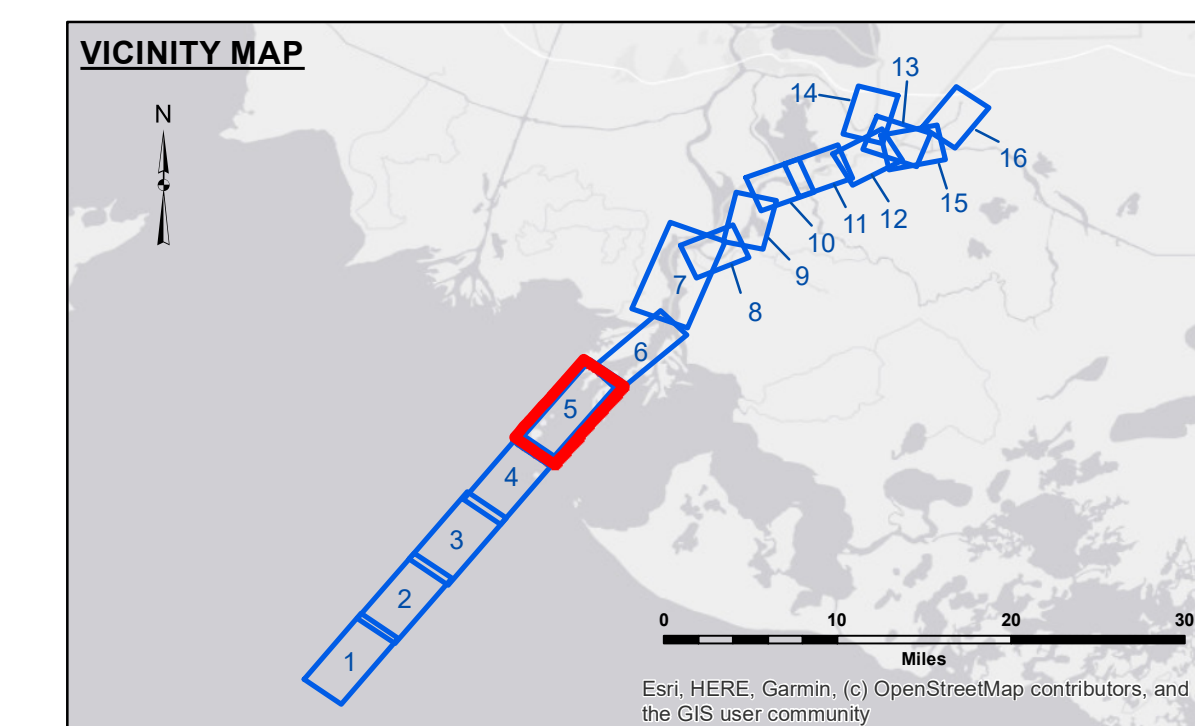 VICINITY MAP
N
13
14
16
15
12
11
10
9
8
7
6
5
4
3
2
1
0 10 20 30
Miles
Esri, HERE, Garmin, (c) OpenStreetMap contributors, and
the GIS user community